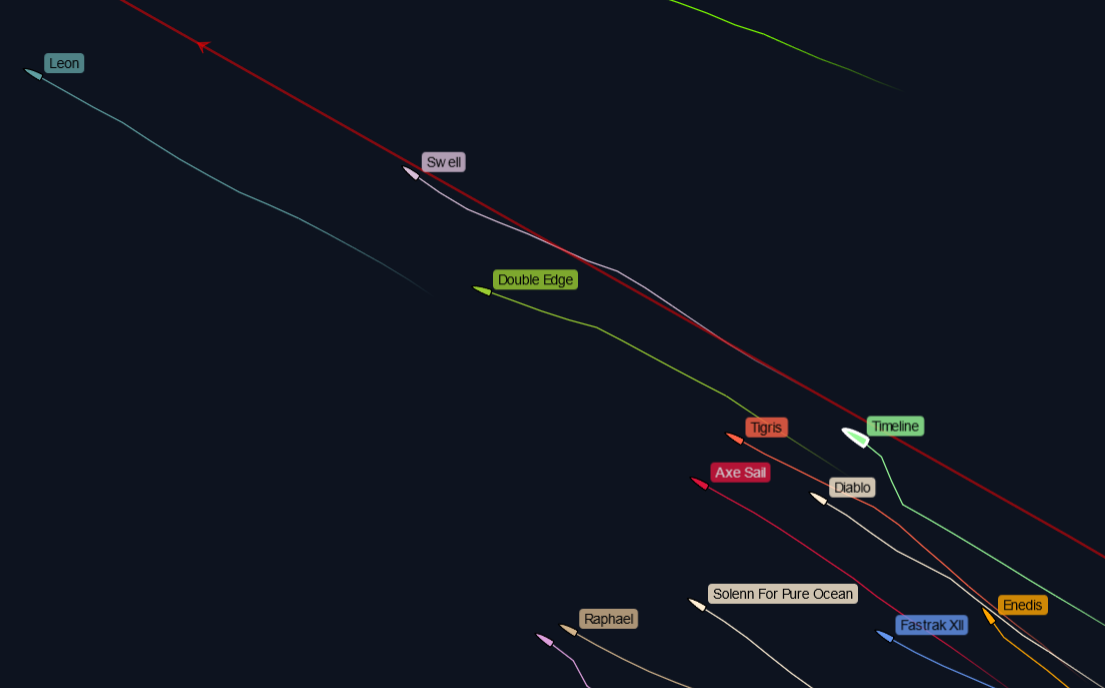 Leon
Swell
Double Edge
Tigris
Timeline
Axe Sail
Diablo
Solenn For Pure Ocean
Enedis
Raphael
Fastrak XII